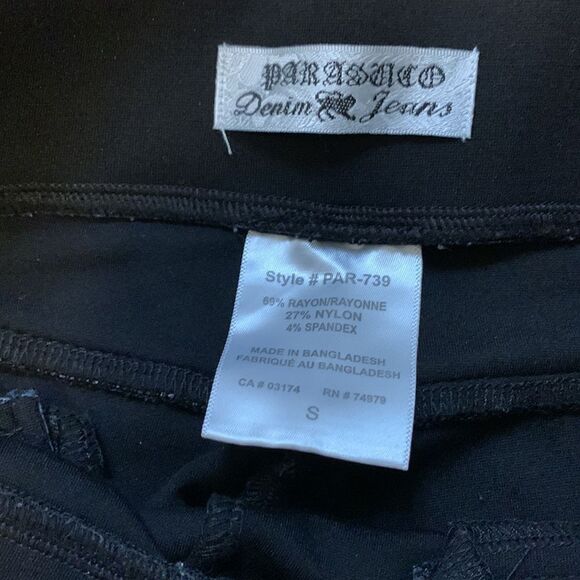 PARASUCO
Denim Jeans
Style # PAR-739
69% RAYON/RAYONNE
27% NYLON
4% SPANDEX
MADE IN BANGLADESH
FABRIQUÉ AU BANGLADESH
CA # 03174 RN # 74979
S